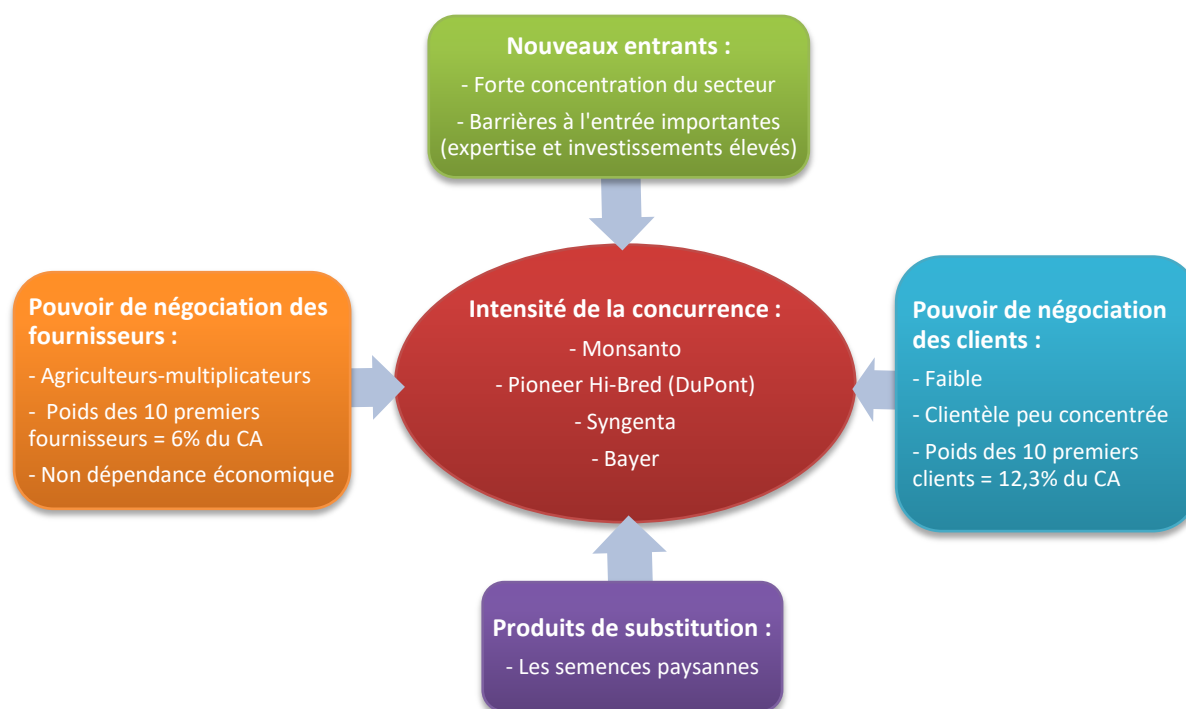 Nouveaux entrants :
- Forte concentration du secteur
- Barrières à l'entrée importantes
(expertise et investissements élevés)
Pouvoir de négociation des
fournisseurs :
- Agriculteurs-multiplicateurs
- Poids des 10 premiers
fournisseurs = 6% du CA
- Non dépendance économique
Intensité de la concurrence :
- Monsanto
- Pioneer Hi-Bred (DuPont)
- Syngenta
- Bayer
Pouvoir de négociation
des clients :
- Faible
- Clientèle peu concentrée
- Poids des 10 premiers
clients = 12,3% du CA
Produits de substitution :
- Les semences paysannes